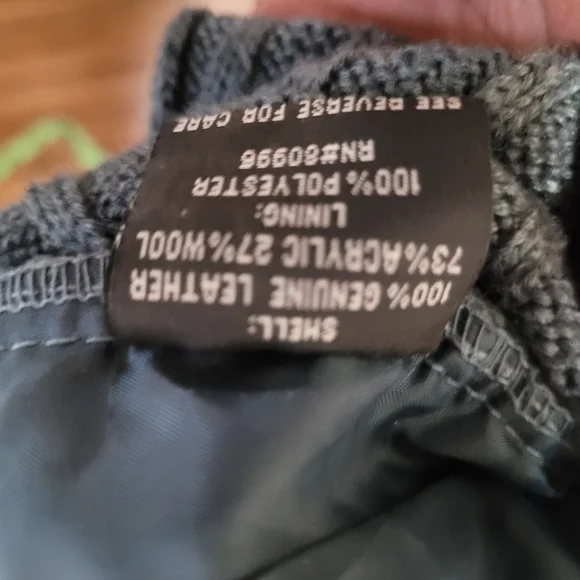 SHELL:
100% GENUINE LEATHER
73% ACRYLIC 27% WOOL
LINING:
100% POLYESTER
RN#80996
SEE REVERSE FOR CARE